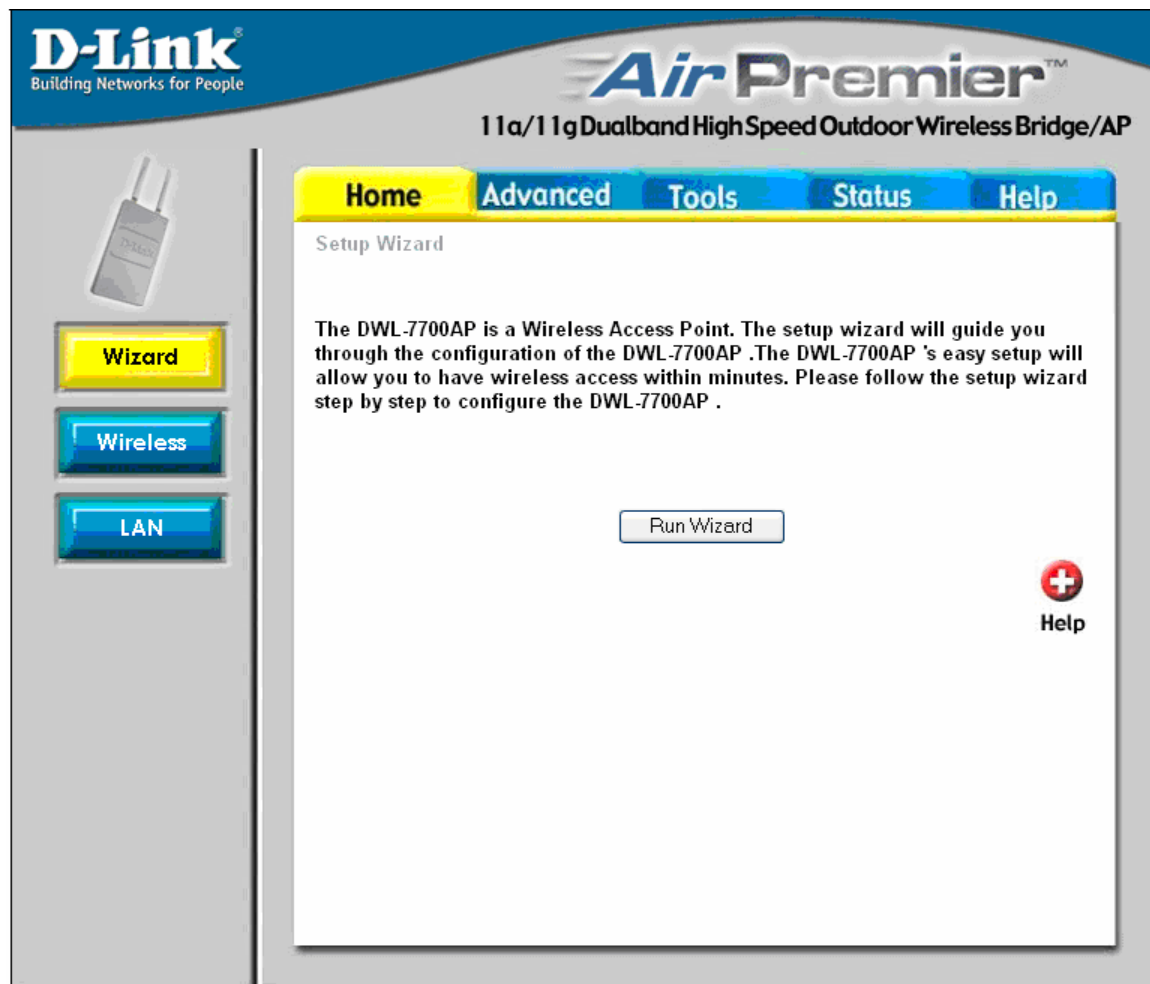 D-Link®
Building Networks for People
Air Premier™
11a/11g Dualband High Speed Outdoor Wireless Bridge/AP
Home Advanced Tools Status Help
D-Link
Setup Wizard
The DWL-7700AP is a Wireless Access Point. The setup wizard will guide you
through the configuration of the DWL-7700AP .The DWL-7700AP 's easy setup will
allow you to have wireless access within minutes. Please follow the setup wizard
step by step to configure the DWL-7700AP .
Wizard
Wireless
LAN
Run Wizard
Help